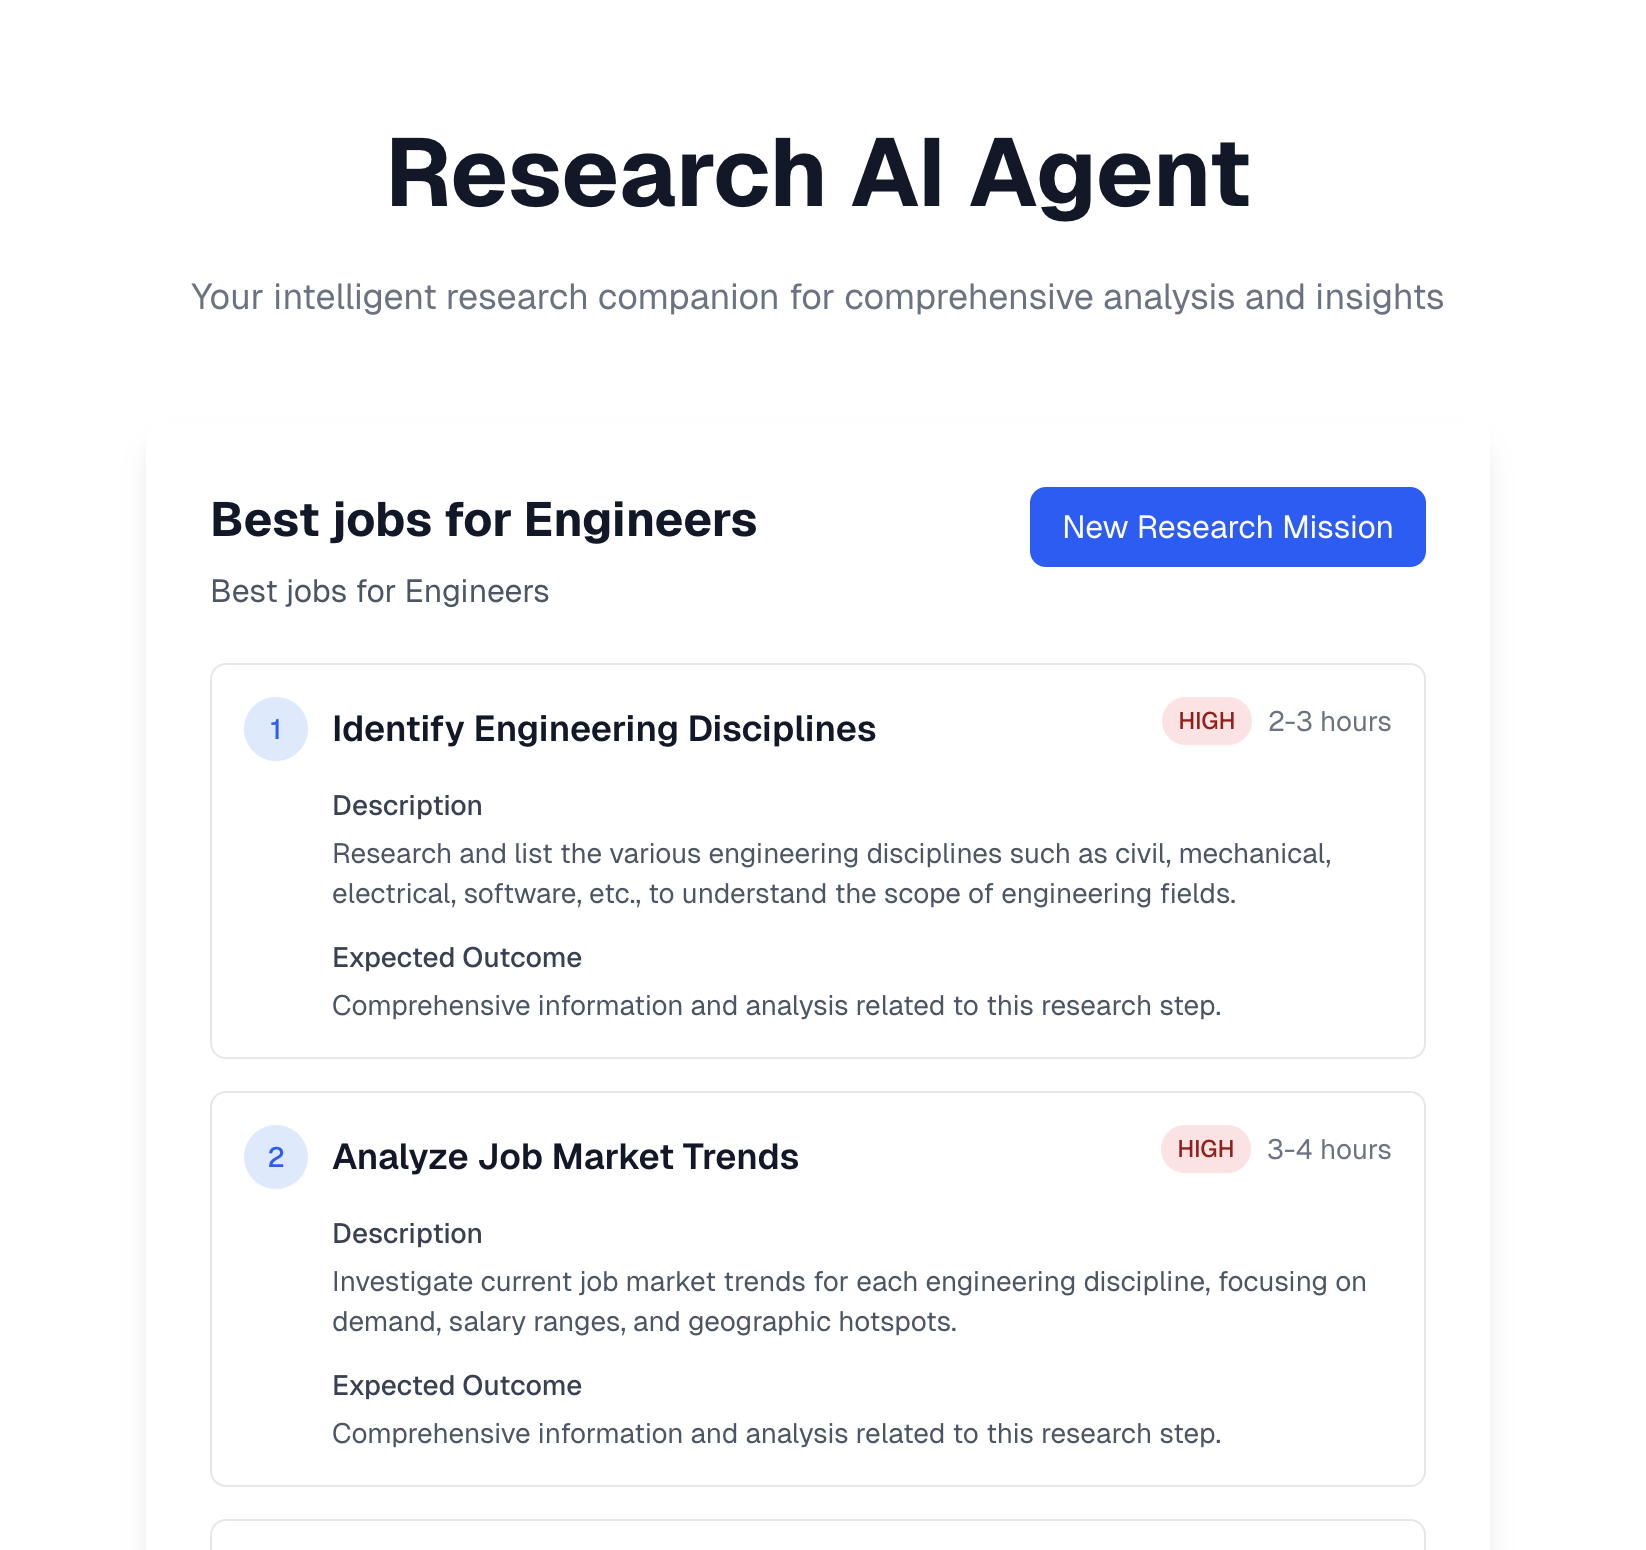 Research AI Agent
Your intelligent research companion for comprehensive analysis and insights
Best jobs for Engineers
New Research Mission
Best jobs for Engineers
1
Identify Engineering Disciplines
HIGH
2-3 hours
Description
Research and list the various engineering disciplines such as civil, mechanical,
electrical, software, etc., to understand the scope of engineering fields.
Expected Outcome
Comprehensive information and analysis related to this research step.
2
Analyze Job Market Trends
HIGH
3-4 hours
Description
Investigate current job market trends for each engineering discipline, focusing on
demand, salary ranges, and geographic hotspots.
Expected Outcome
Comprehensive information and analysis related to this research step.